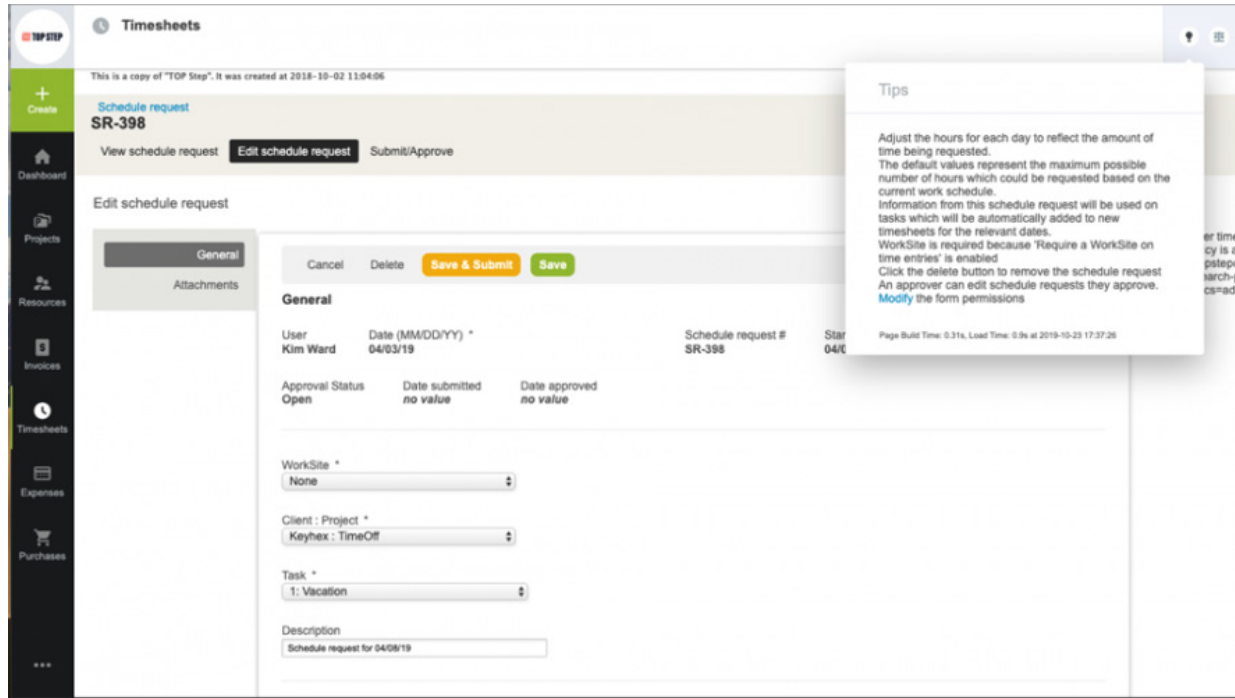 TOP STEP
Timesheets
This is a copy of "TOP Step". It was created at 2018-10-02 11:04:06
Create
Dashboard
Projects
Resources
Invoices
Timesheets
Expenses
Purchases
Schedule request
SR-398
View schedule request Edit schedule request Submit/Approve
Edit schedule request
General
Attachments
Cancel Delete Save & Submit Save
General
User Date (MM/DD/YY) * Schedule request #
Kim Ward 04/03/19 SR-398
Approval Status Date submitted Date approved
Open no value no value
WorkSite *
None
Client : Project *
Keyhex : TimeOff
Task *
1: Vacation
Description
Schedule request for 04/08/19
Tips
Adjust the hours for each day to reflect the amount of
time being requested.
The default values represent the maximum possible
number of hours which could be requested based on the
current work schedule.
Information from this schedule request will be used on
tasks which will be automatically added to new
timesheets for the relevant dates.
WorkSite is required because 'Require a WorkSite on
time entries' is enabled
Click the delete button to remove the schedule request
An approver can edit schedule requests they approve.
Modify the form permissions
Page Build Time: 0.31s, Load Time: 0.9s at 2019-10-23 17:37:26